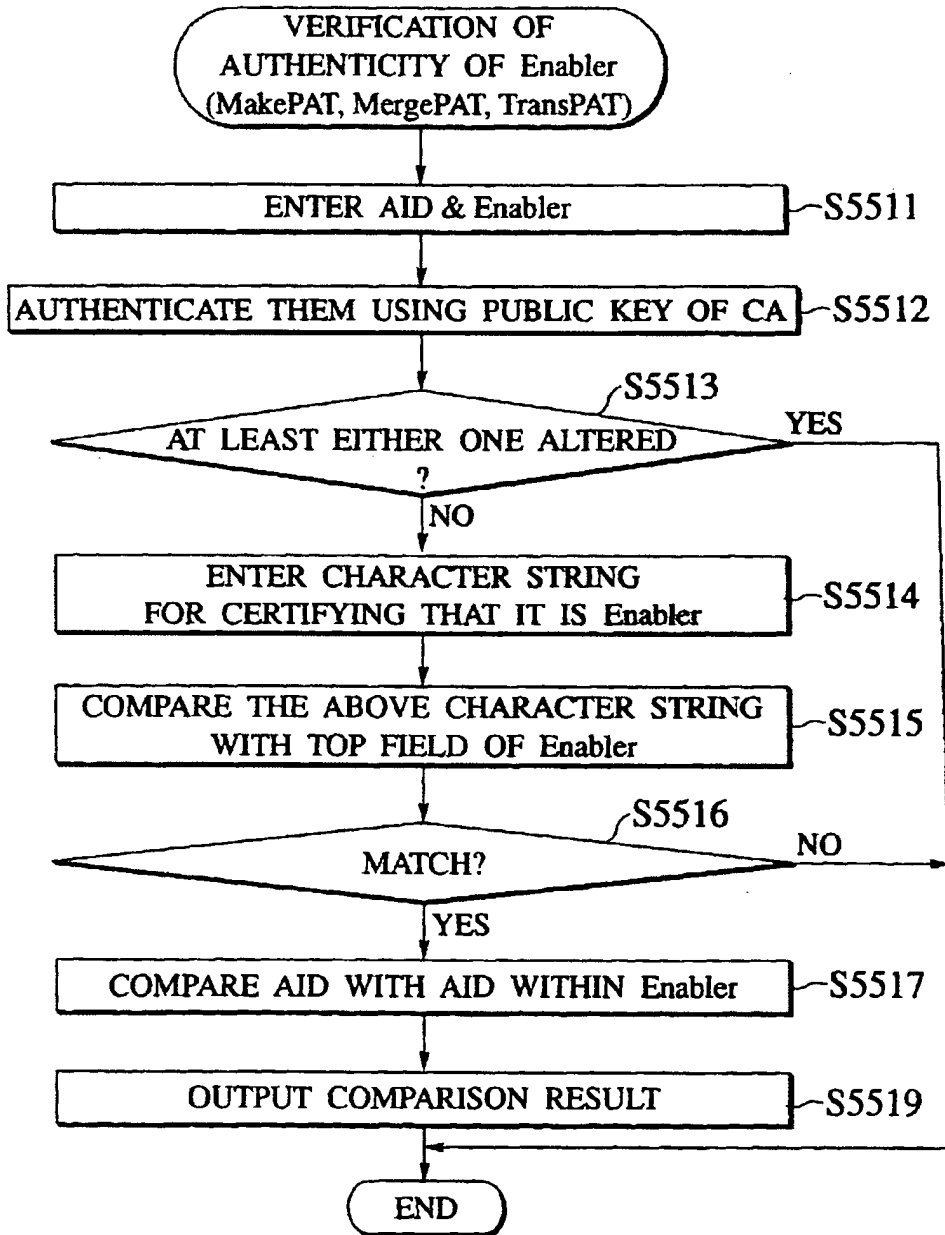 VERIFICATION OF
AUTHENTICITY OF Enabler
(MakePAT, MergePAT, TransPAT)
ENTER AID & Enabler
S5511
AUTHENTICATE THEM USING PUBLIC KEY OF CA
S5512
S5513
AT LEAST EITHER ONE ALTERED
?
YES
NO
ENTER CHARACTER STRING
FOR CERTIFYING THAT IT IS Enabler
S5514
COMPARE THE ABOVE CHARACTER STRING
WITH TOP FIELD OF Enabler
S5515
S5516
MATCH?
NO
YES
COMPARE AID WITH AID WITHIN Enabler
S5517
OUTPUT COMPARISON RESULT
S5519
END